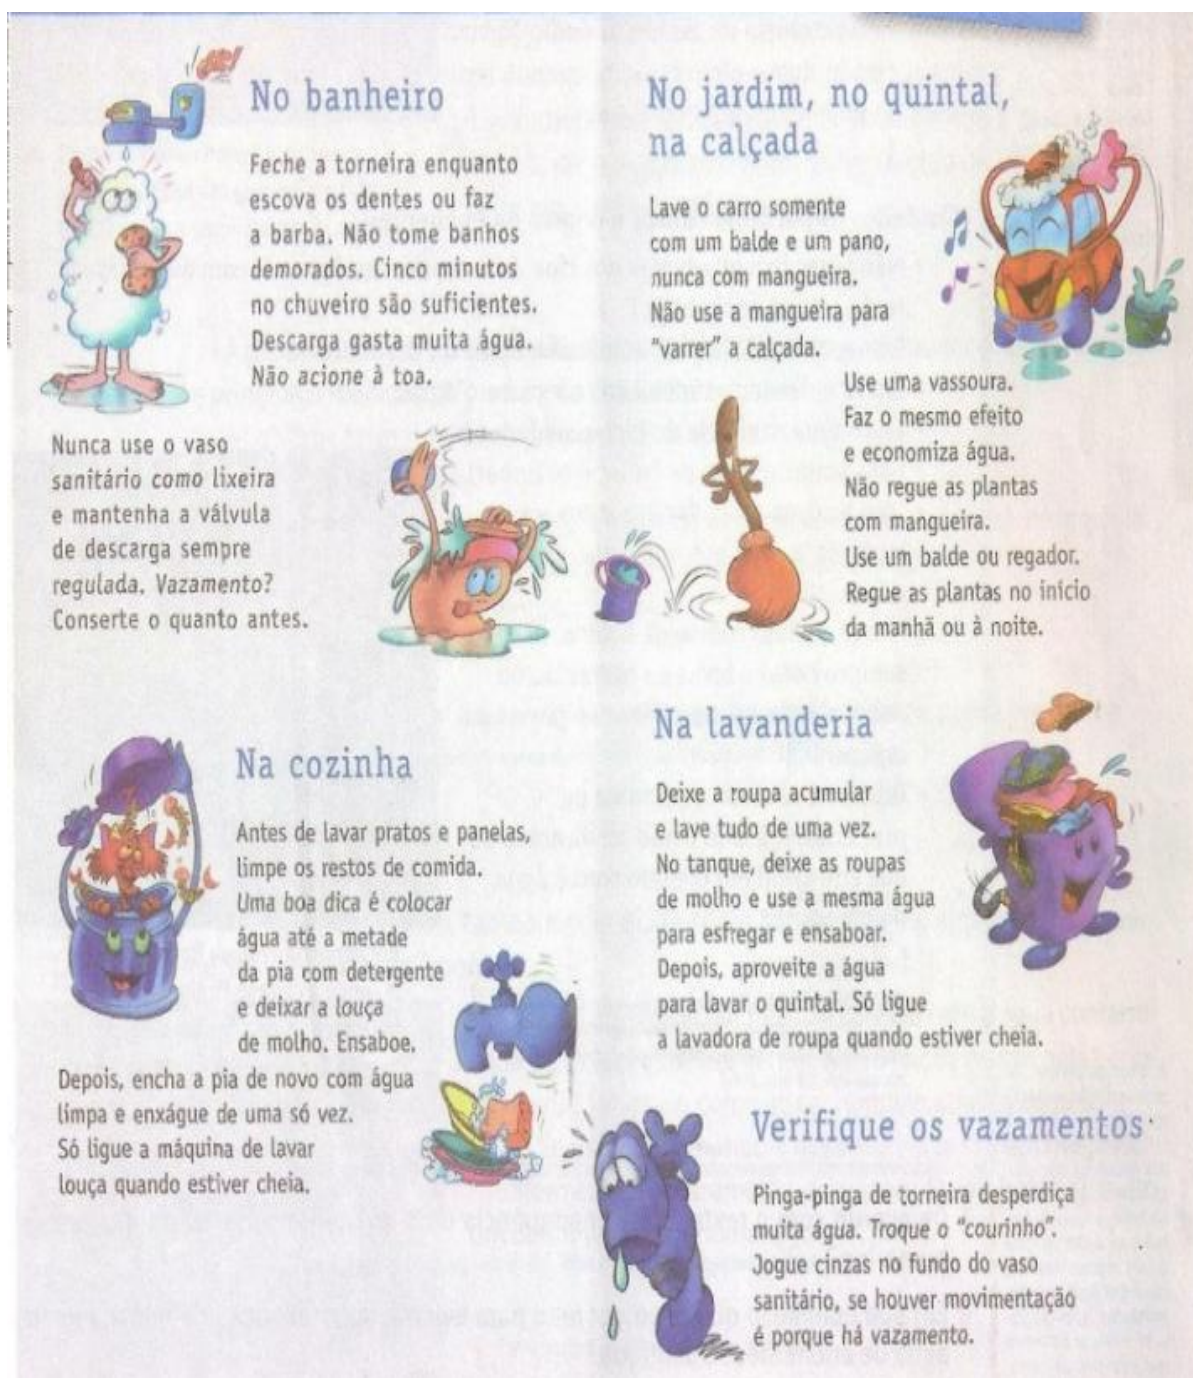 No banheiro
Feche a torneira enquanto
escova os dentes ou faz
a barba. Não tome banhos
demorados. Cinco minutos
no chuveiro são suficientes.
Descarga gasta muita água.
Não acione à toa.
Nunca use o vaso
sanitário como lixeira
e mantenha a válvula
de descarga sempre
regulada. Vazamento?
Conserte o quanto antes.
No jardim, no quintal,
na calçada
Lave o carro somente
com um balde e um pano,
nunca com mangueira.
Não use a mangueira para
“varrer” a calçada.
Use uma vassoura.
Faz o mesmo efeito
e economiza água.
Não regue as plantas
com mangueira.
Use um balde ou regador.
Regue as plantas no início
da manhã ou à noite.
Na cozinha
Antes de lavar pratos e panelas,
limpe os restos de comida.
Uma boa dica é colocar
água até a metade
da pia com detergente
e deixar a louça
de molho. Ensaboe.
Depois, encha a pia de novo com água
limpa e enxágue de uma só vez.
Só ligue a máquina de lavar
louça quando estiver cheia.
Na lavanderia
Deixe a roupa acumular
e lave tudo de uma vez.
No tanque, deixe as roupas
de molho e use a mesma água
para esfregar e ensaboar.
Depois, aproveite a água
para lavar o quintal. Só ligue
a lavadora de roupa quando estiver cheia.
Verifique os vazamentos
Pinga-pinga de torneira desperdiça
muita água. Troque o “courinho”.
Jogue cinzas no fundo do vaso
sanitário, se houver movimentação
é porque há vazamento.